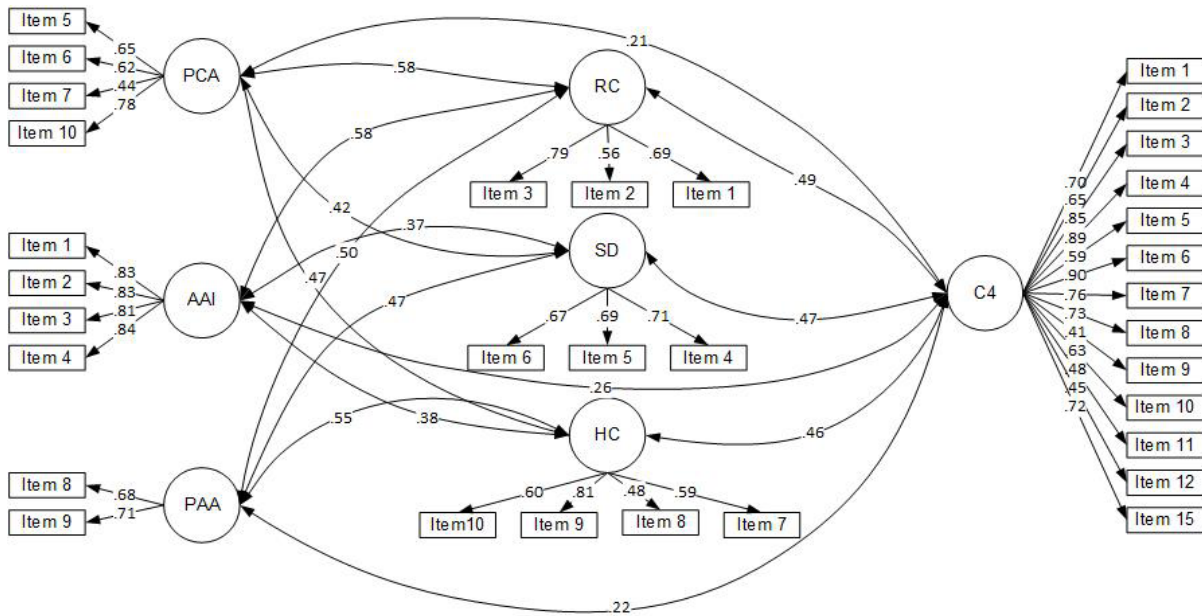 Item 5
Item 6
Item 7
Item 10
.65
.62
.44
.78
PCA
Item 1
Item 2
Item 3
Item 4
.83
.83
.81
.84
AAI
Item 8
Item 9
.68
.71
PAA
.21
.58
.58
.42
.37
.50
.47
.47
.55
.38
.26
.22
RC
.79
.56
.69
Item 3
Item 2
Item 1
SD
.67
.69
.71
Item 6
Item 5
Item 4
HC
.60
.81
.48
.59
Item10
Item 9
Item 8
Item 7
.49
.47
.46
C4
.70
.65
.85
.89
.59
.90
.76
.73
.41
.63
.48
.45
.72
Item 1
Item 2
Item 3
Item 4
Item 5
Item 6
Item 7
Item 8
Item 9
Item 10
Item 11
Item 12
Item 15